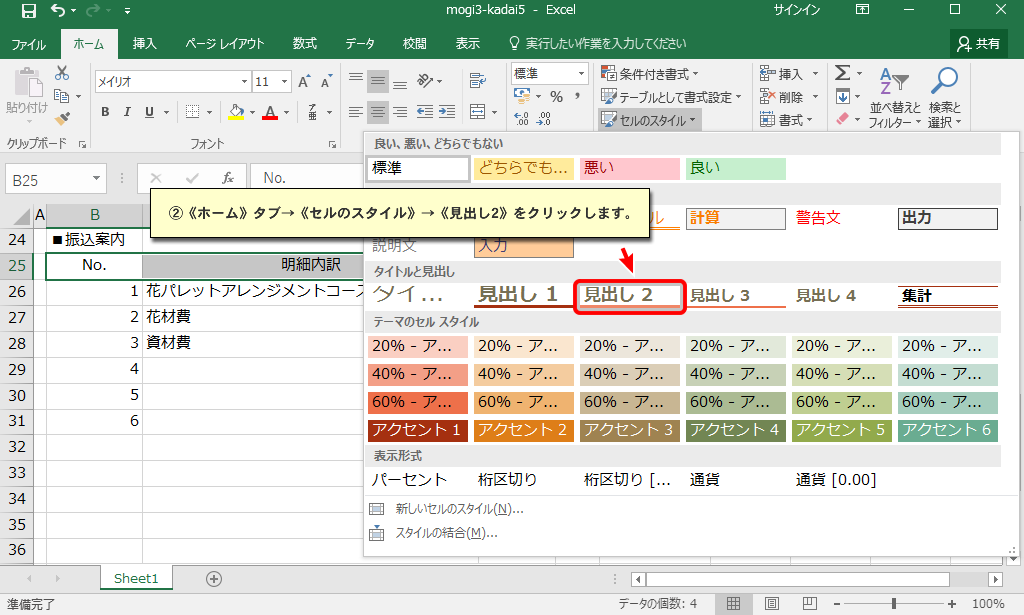 mogi3-kadai5 - Excel
サインイン
ファイル ホーム 挿入 ページ レイアウト 数式 データ 校閲 表示 実行したい作業を入力してください 共有
貼り付け
クリップボード
メイリオ 11
B I U
フォント
標準
%
条件付き書式
テーブルとして書式設定
セルのスタイル
挿入
削除
書式
Σ
並べ替えと
フィルター
検索と
選択
B25 fx No.
良い、悪い、どちらでもない
標準 どちらでも... 悪い 良い
②《ホーム》タブ→《セルのスタイル》→《見出し2》をクリックします。
計算 警告文 出力
説明文 入力
タイトルと見出し
タイ... 見出し 1 見出し 2 見出し 3 見出し 4 集計
テーマのセル スタイル
20% - ア... 20% - ア... 20% - ア... 20% - ア... 20% - ア... 20% - ア...
40% - ア... 40% - ア... 40% - ア... 40% - ア... 40% - ア... 40% - ア...
60% - ア... 60% - ア... 60% - ア... 60% - ア... 60% - ア... 60% - ア...
アクセント 1 アクセント 2 アクセント 3 アクセント 4 アクセント 5 アクセント 6
表示形式
パーセント 桁区切り 桁区切り [... 通貨 通貨 [0.00]
新しいセルのスタイル(N)...
スタイルの結合(M)...
A B
24 ■振込案内
25 No. 明細内訳
26 1 花パレットアレンジメントコース
27 2 花材費
28 3 資材費
29 4
30 5
31 6
32
33
34
35
36
Sheet1
準備完了 データの個数: 4 100%